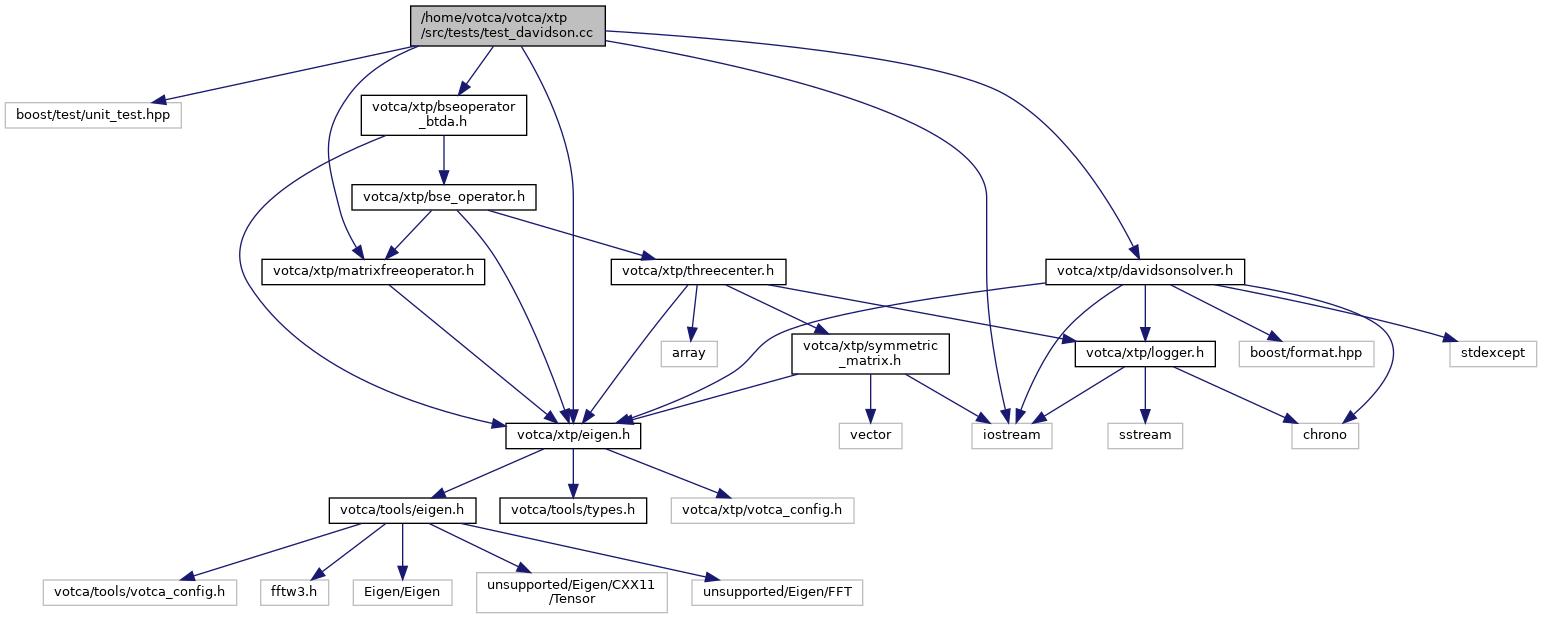 /home/votca/votca/xtp
/src/tests/test_davidson.cc
boost/test/unit_test.hpp
votca/xtp/bseoperator
_btda.h
votca/xtp/bse_operator.h
votca/xtp/matrixfreeoperator.h
votca/xtp/threecenter.h
votca/xtp/davidsonsolver.h
array
votca/xtp/symmetric
_matrix.h
votca/xtp/logger.h
boost/format.hpp
stdexcept
votca/xtp/eigen.h
vector
iostream
sstream
chrono
votca/tools/eigen.h
votca/tools/types.h
votca/xtp/votca_config.h
votca/tools/votca_config.h
fftw3.h
Eigen/Eigen
unsupported/Eigen/CXX11
/Tensor
unsupported/Eigen/FFT